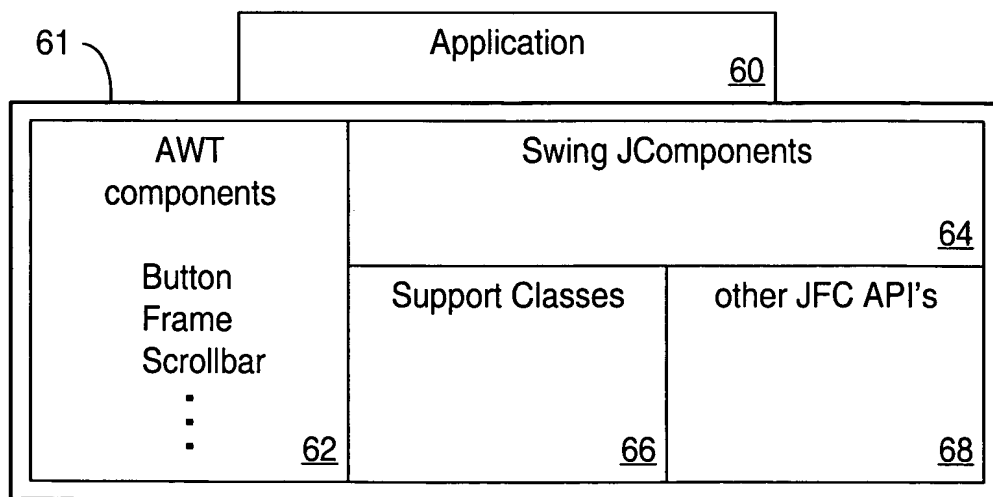 61
Application
60
AWT
components
Button
Frame
Scrollbar
62
Swing JComponents
64
Support Classes
66
other JFC API's
68